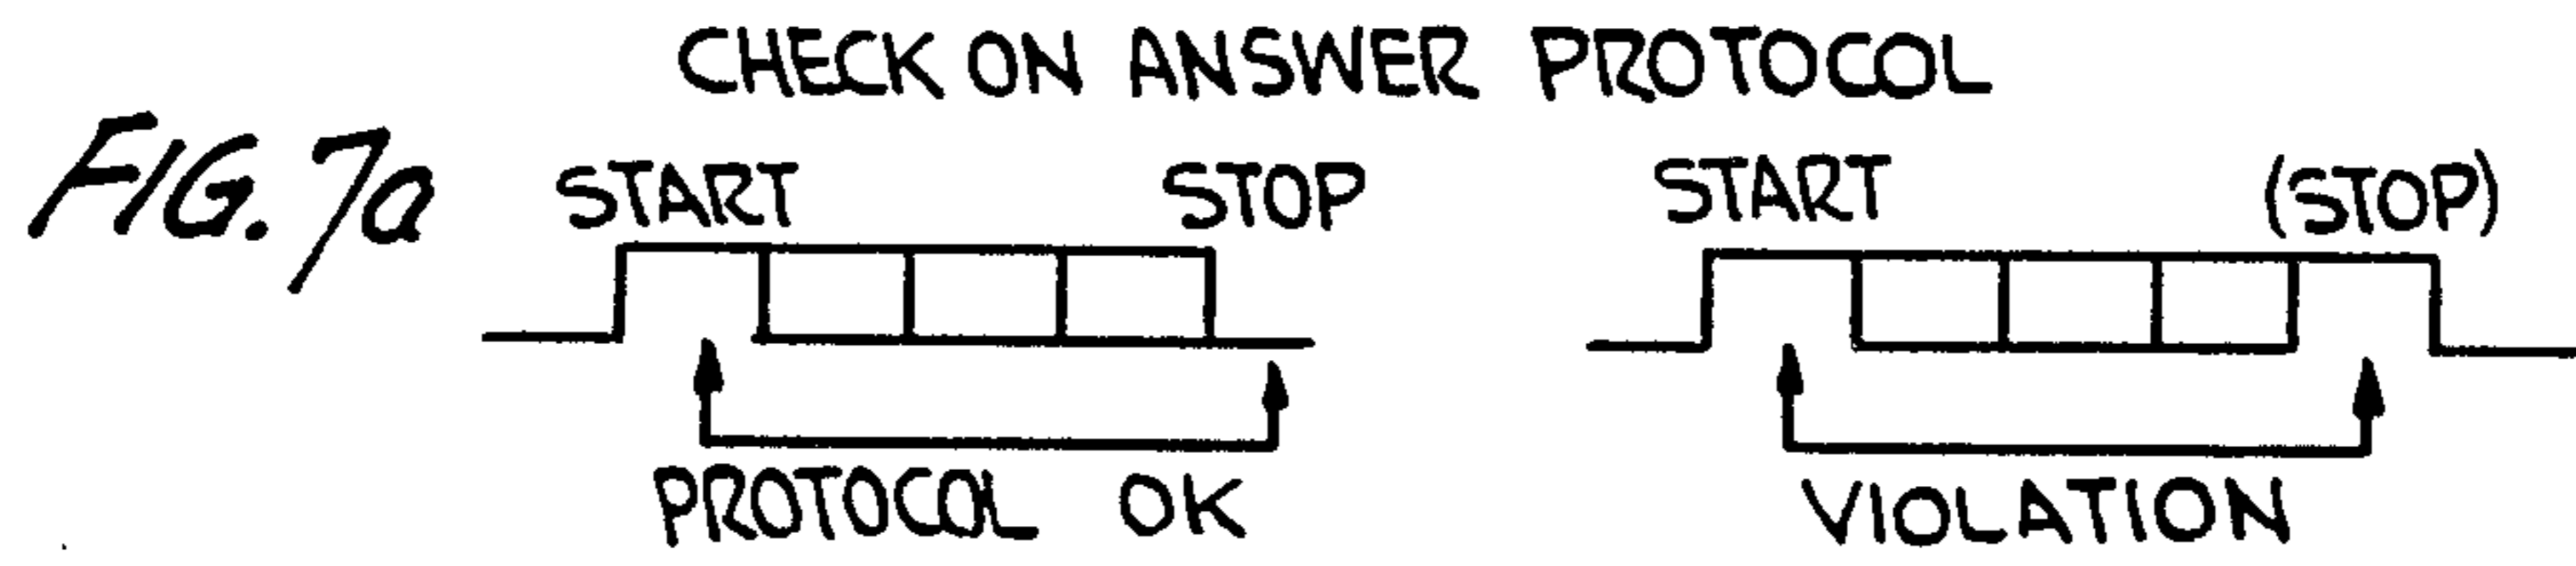 CHECK ON ANSWER PROTOCOL
FIG. 7a
START STOP
START (STOP)
PROTOCOL OK
VIOLATION